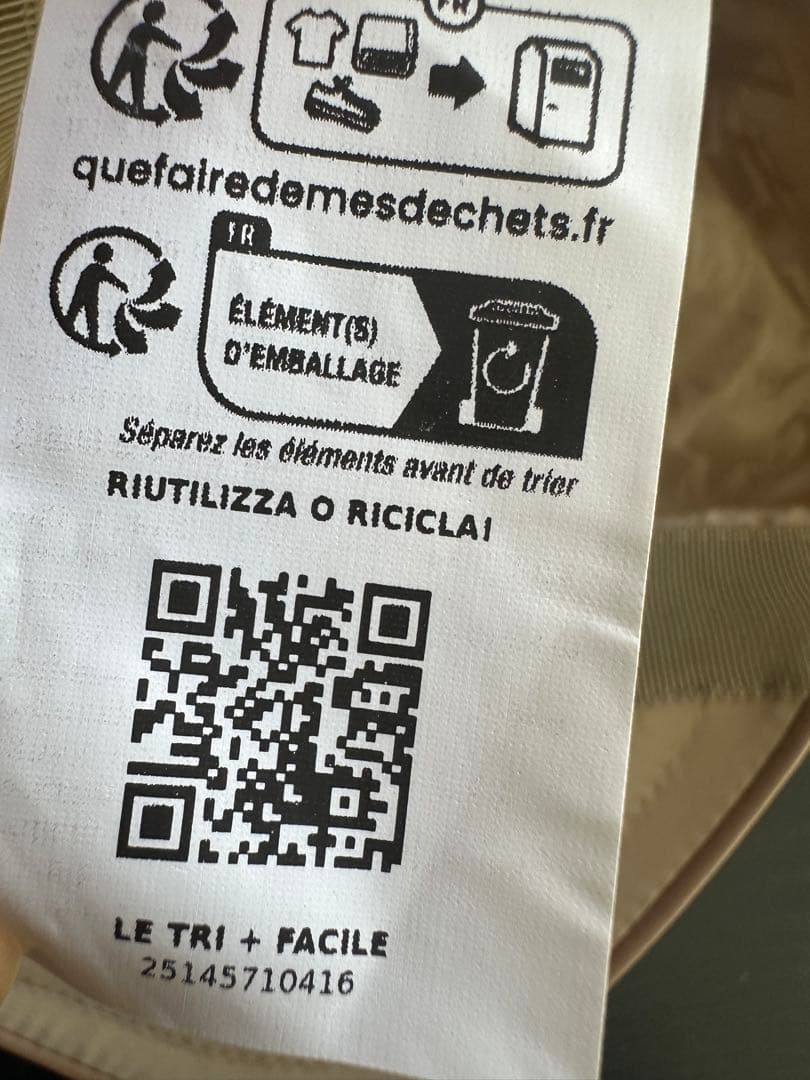 FR
quefairedemesdechets.fr
FR
ÉLÉMENT(S)
D'EMBALLAGE
Séparez les éléments avant de trier
RIUTILIZZA O RICICLA!
LE TRI + FACILE
25145710416